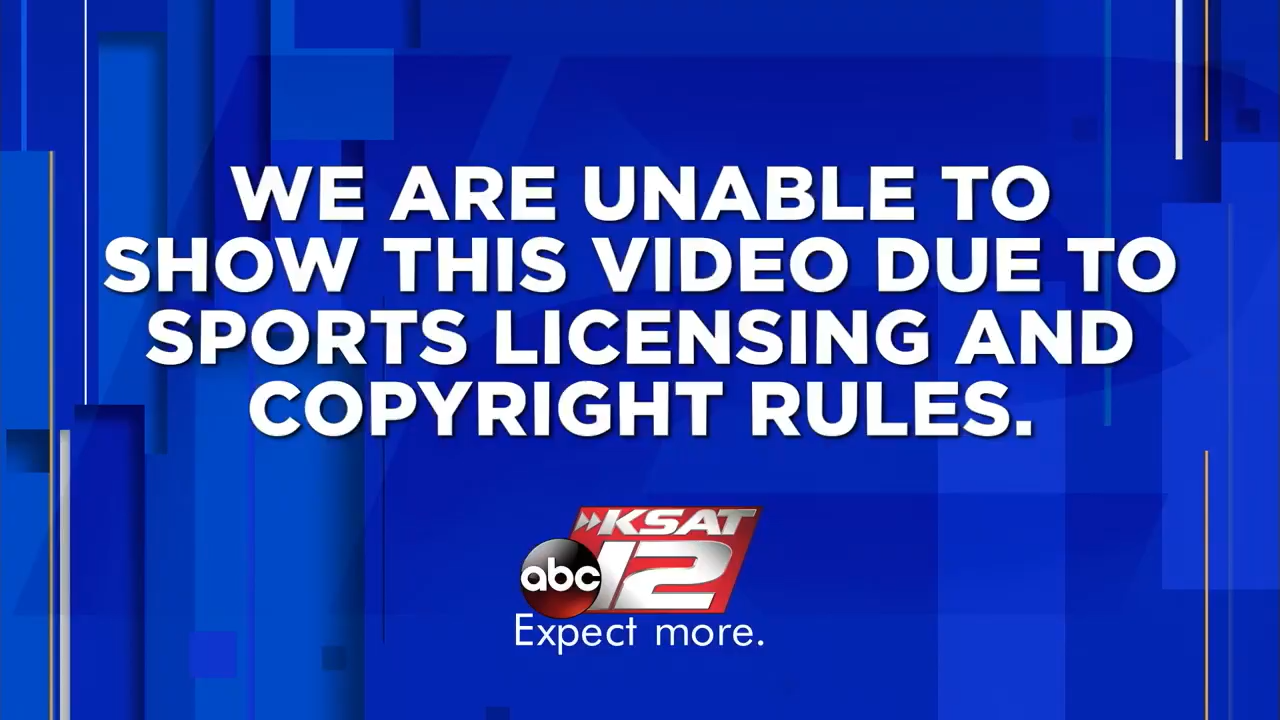 WE ARE UNABLE TO
SHOW THIS VIDEO DUE TO
SPORTS LICENSING AND
COPYRIGHT RULES.
KSAT
abc 12
Expect more.